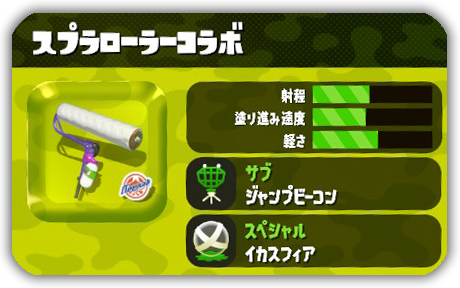 スプラローラーコラボ
射程
塗り進み速度
軽さ
サブ
ジャンプビーコン
スペシャル
イカスフィア